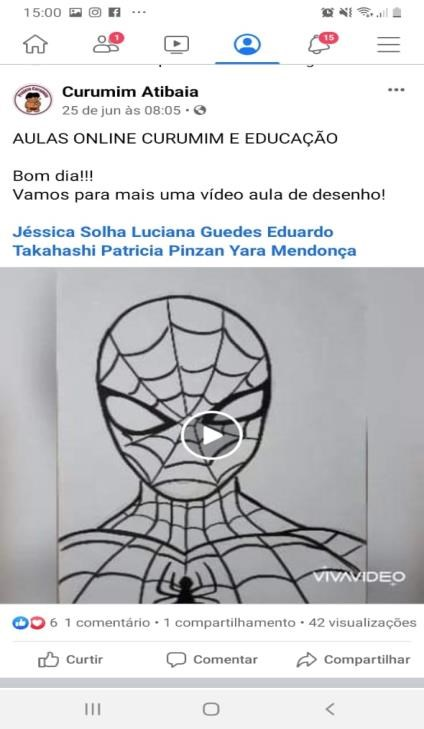 15:00
1
15
Curumim Atibaia
25 de jun às 08:05
AULAS ONLINE CURUMIM E EDUCAÇÃO
Bom dia!!!
Vamos para mais uma vídeo aula de desenho!
Jéssica Solha Luciana Guedes Eduardo
Takahashi Patricia Pinzan Yara Mendonça
VIVAVIDEO
6 1 comentário • 1 compartilhamento • 42 visualizações
Curtir Comentar Compartilhar